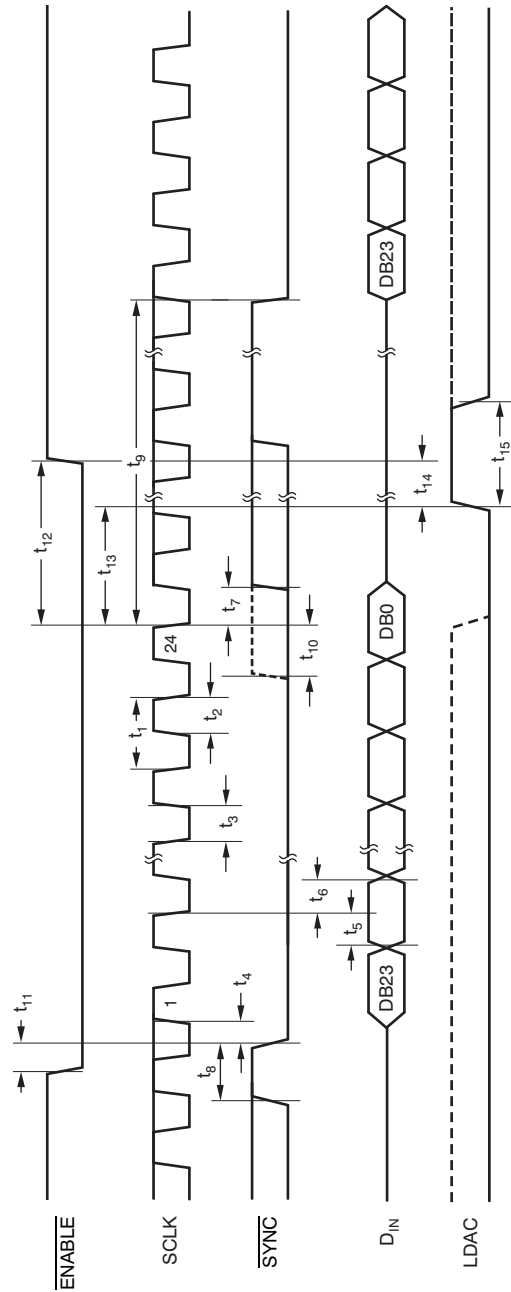 ENABLE
t11
t12
t13
t9
SCLK
1
t1
24
t3
t2
SYNC
t8
t4
t10
t7
t14
t15
t5
t6
DIN
DB23
DB0
DB23
LDAC